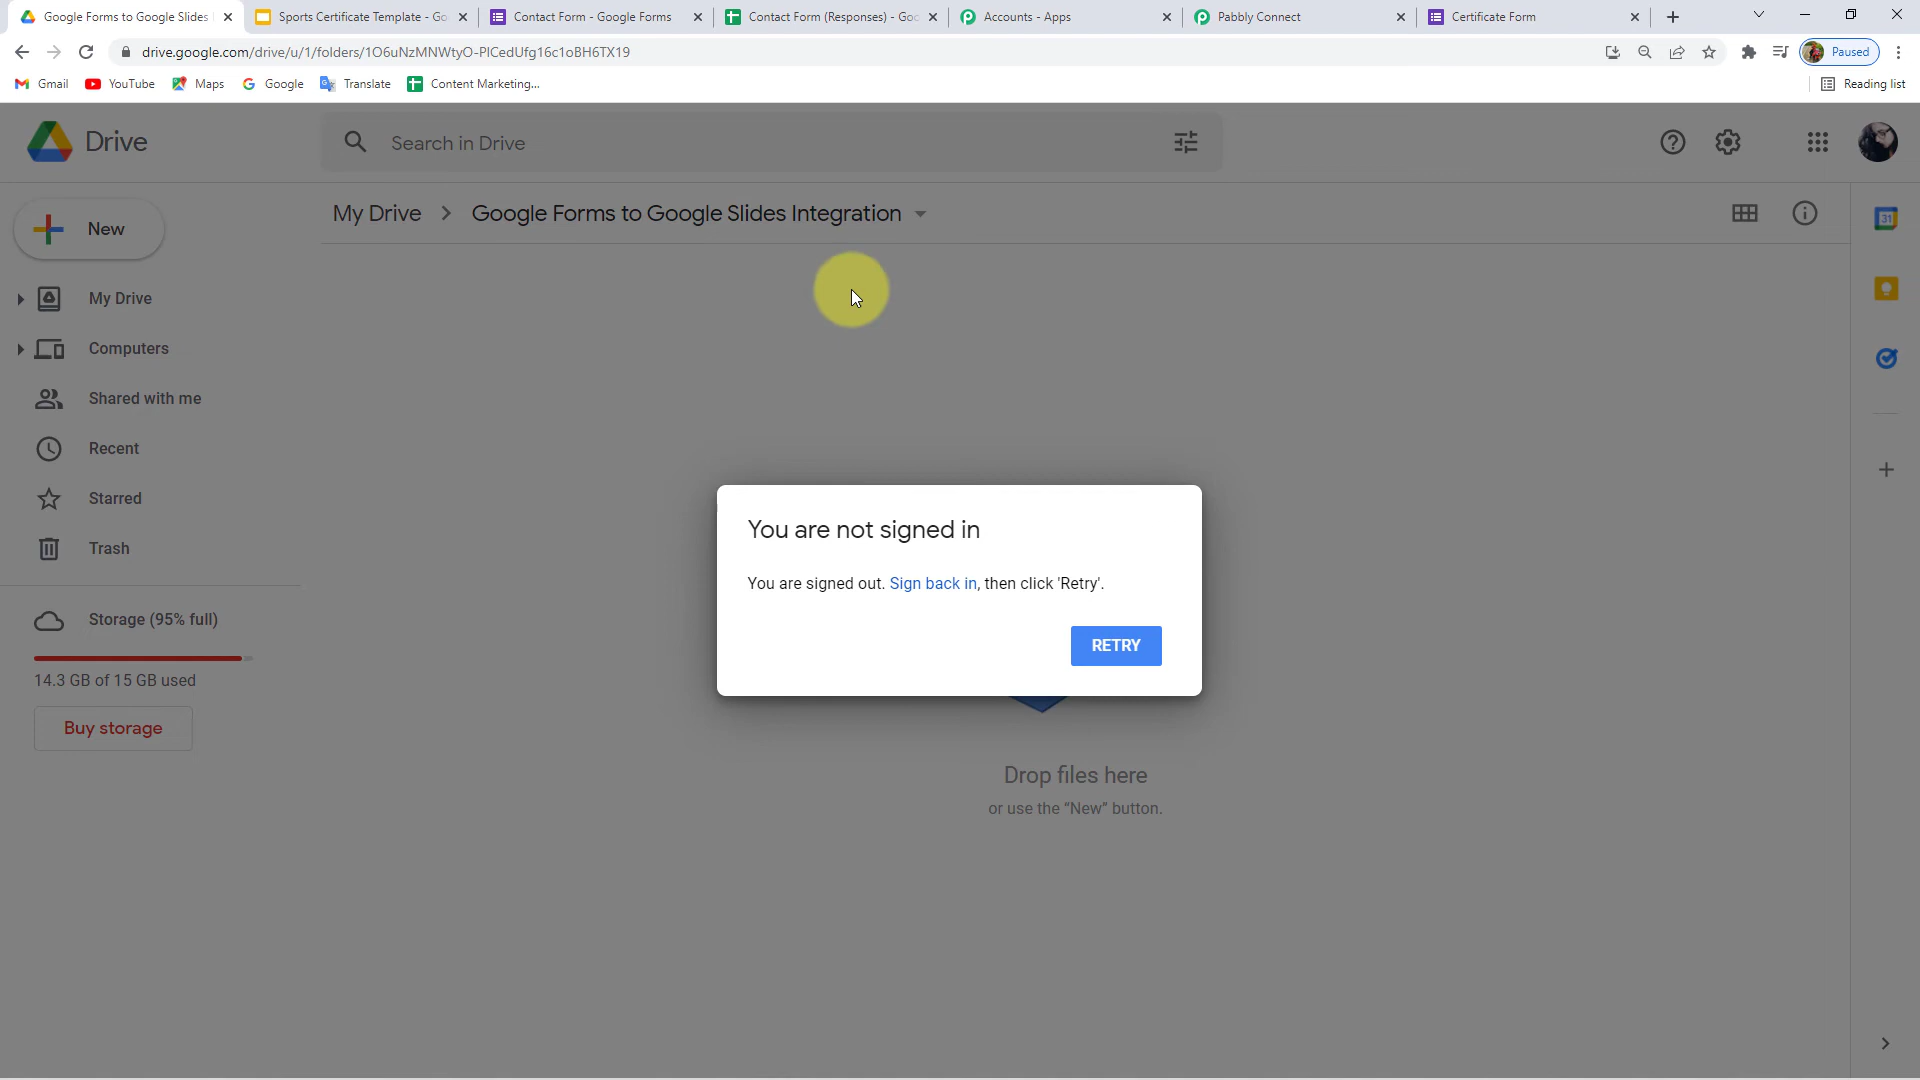 Google Forms to Google Slides
Sports Certificate Template - Go
Contact Form - Google Forms
Contact Form (Responses) - Goo
Accounts - Apps
Pabbly Connect
Certificate Form
drive.google.com/drive/u/1/folders/1O6uNzMNWtyO-PICedUfg16c1oBH6TX19
Paused
Gmail
YouTube
Maps
Google
Translate
Content Marketing...
Reading list
Drive
Search in Drive
New
My Drive
Google Forms to Google Slides Integration
31
My Drive
Computers
Shared with me
Recent
Starred
Trash
Storage (95% full)
14.3 GB of 15 GB used
Buy storage
You are not signed in
You are signed out. Sign back in, then click 'Retry'.
RETRY
Drop files here
or use the “New” button.